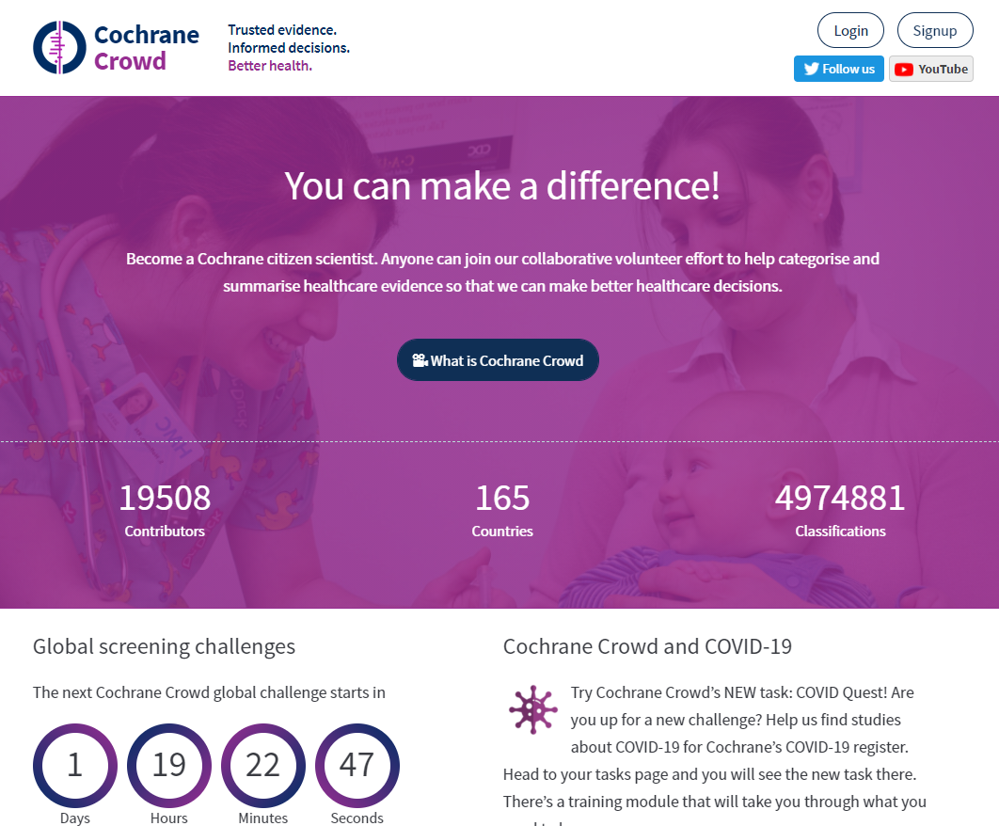 Cochrane
Crowd
Trusted evidence.
Informed decisions.
Better health.
Login
Signup
Follow us
YouTube
You can make a difference!
Become a Cochrane citizen scientist. Anyone can join our collaborative volunteer effort to help categorise and
summarise healthcare evidence so that we can make better healthcare decisions.
What is Cochrane Crowd
19508
165
4974881
Contributors
Countries
Classifications
Global screening challenges
The next Cochrane Crowd global challenge starts in
1
19
22
47
Days
Hours
Minutes
Seconds
Cochrane Crowd and COVID-19
Try Cochrane Crowd’s NEW task: COVID Quest! Are
you up for a new challenge? Help us find studies
about COVID-19 for Cochrane’s COVID-19 register.
Head to your tasks page and you will see the new task there.
There’s a training module that will take you through what you